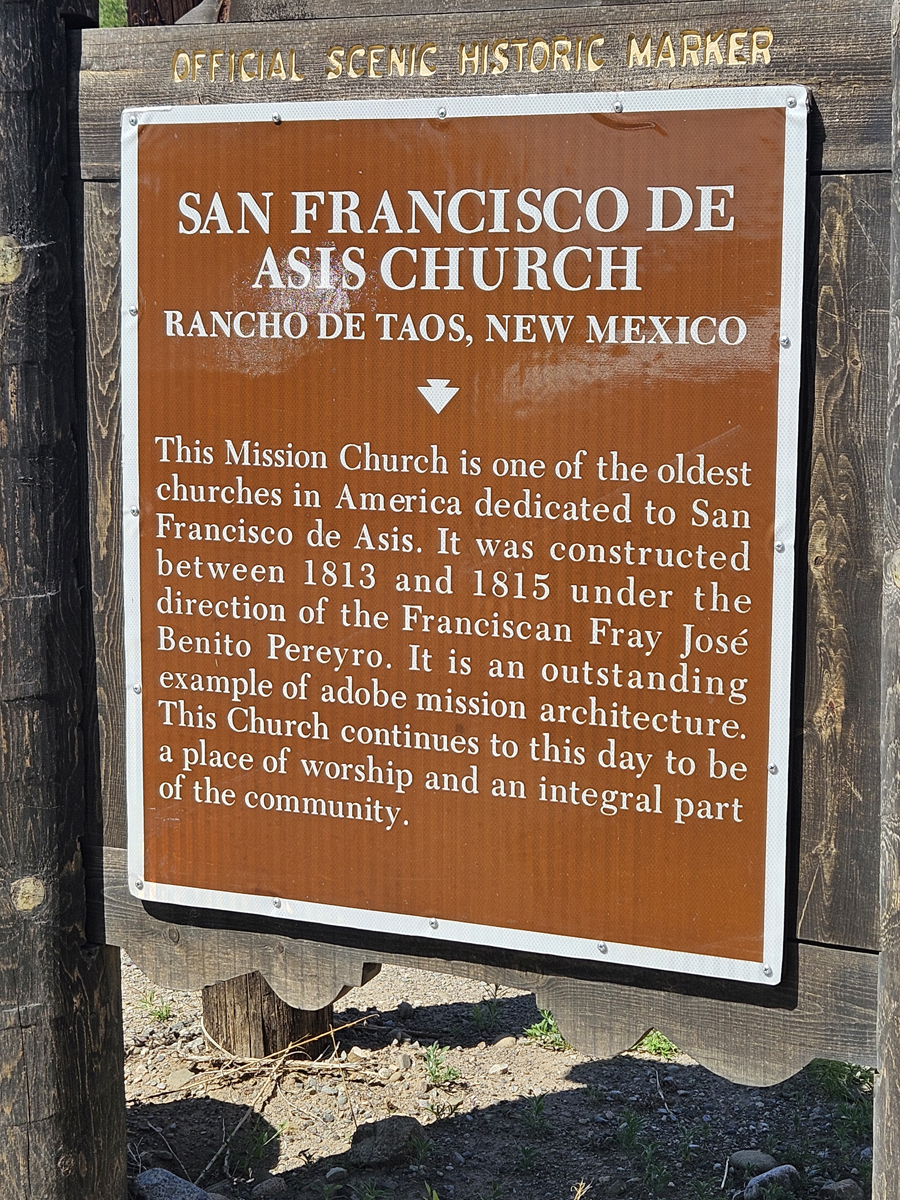 OFFICIAL SCENIC HISTORIC MARKER
SAN FRANCISCO DE
ASIS CHURCH
RANCHO DE TAOS, NEW MEXICO
This Mission Church is one of the oldest
churches in America dedicated to San
Francisco de Asis. It was constructed
between 1813 and 1815 under the
direction of the Franciscan Fray José
Benito Pereyro. It is an outstanding
example of adobe mission architecture.
This Church continues to this day to be
a place of worship and an integral part
of the community.